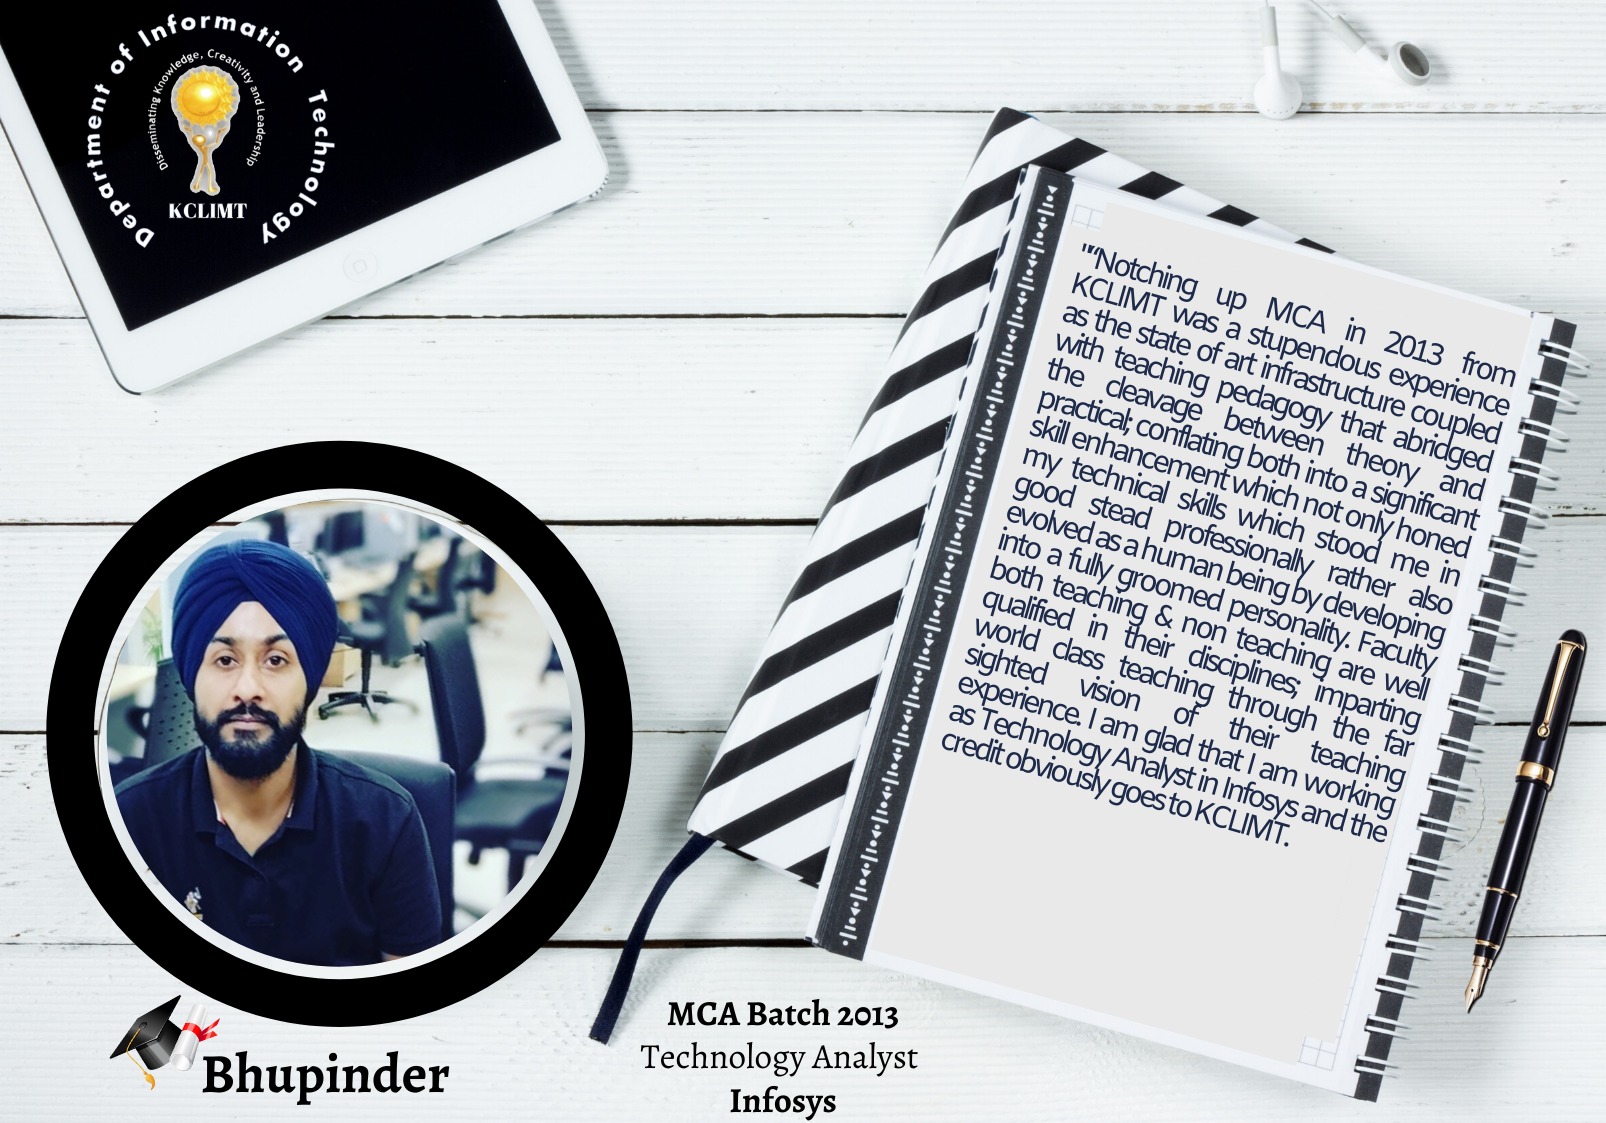 Department of Information Technology
Disseminating Knowledge, Creativity and Leadership
KCLIMT
"“Notching up MCA in 2013 from
KCLIMT was a stupendous experience
as the state of art infrastructure coupled
with teaching pedagogy that abridged
the cleavage between theory and
practical; conflating both into a significant
skill enhancement which not only honed
my technical skills which stood me in
good stead professionally rather also
evolved as a human being by developing
into a fully groomed personality. Faculty
both teaching & non teaching are well
qualified in their disciplines; imparting
world class teaching through the far
sighted vision of their teaching
experience. I am glad that I am working
as Technology Analyst in Infosys and the
credit obviously goes to KCLIMT.
Bhupinder
MCA Batch 2013
Technology Analyst
Infosys